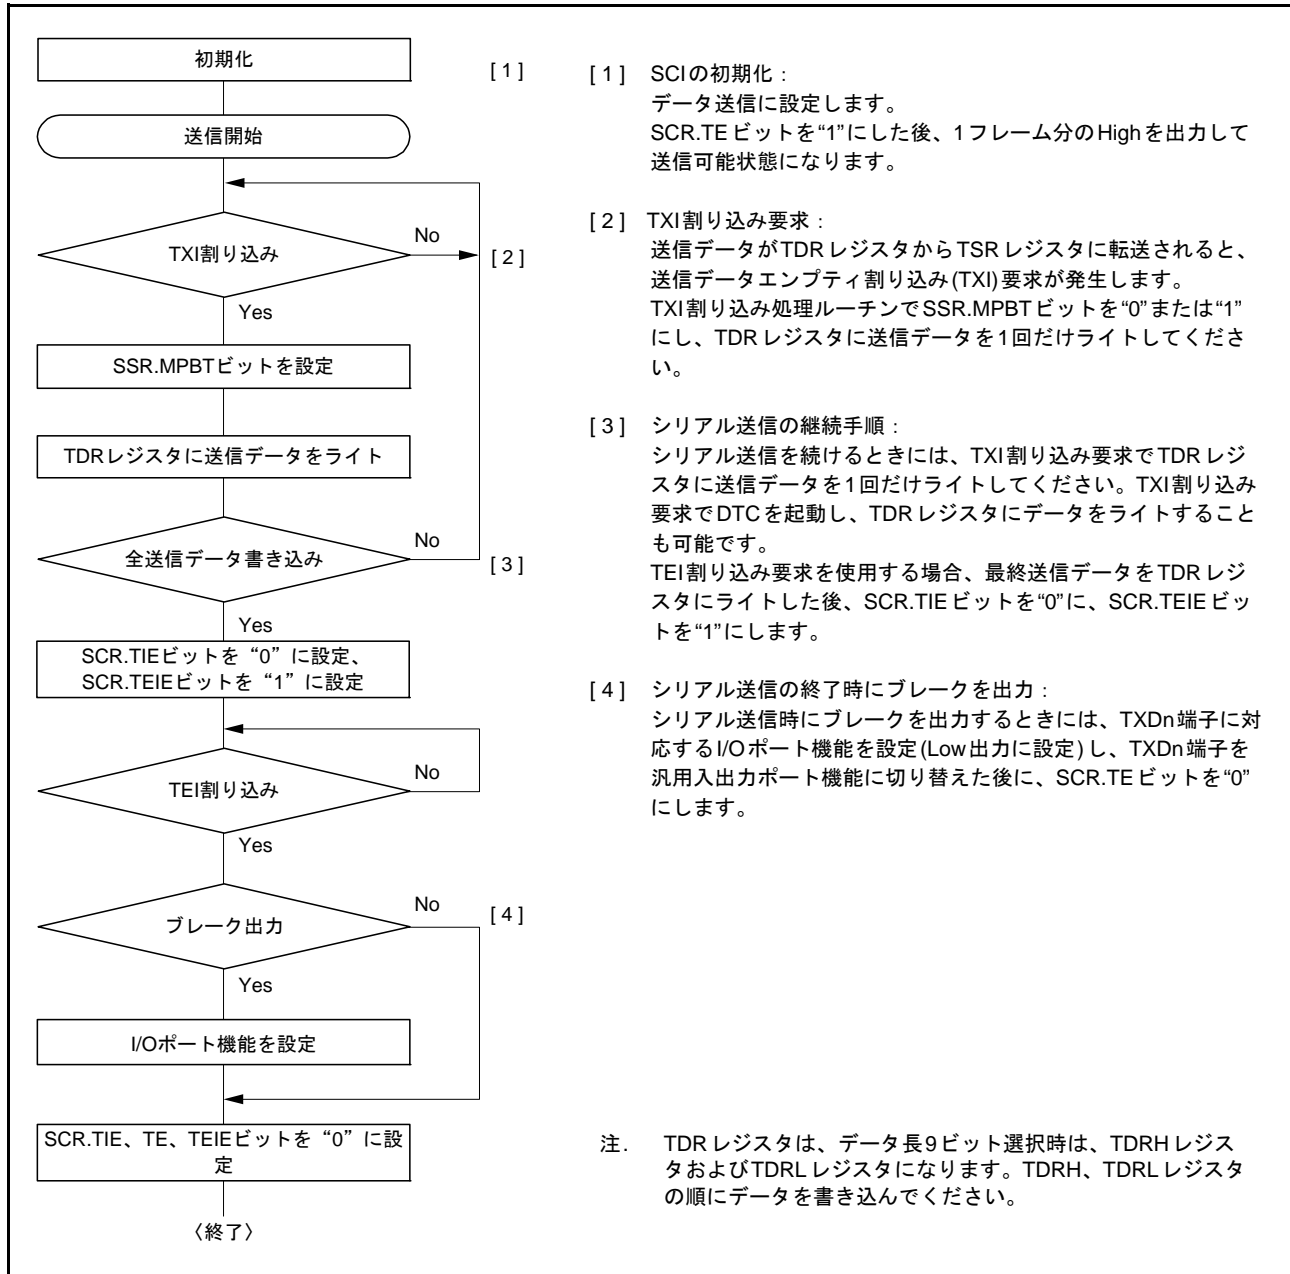 初期化
[ 1 ]
送信開始
TXI割り込み
No
[ 2 ]
Yes
SSR.MPBTビットを設定
TDRレジスタに送信データをライト
全送信データ書き込み
No
[ 3 ]
Yes
SCR.TIEビットを“0”に設定、
SCR.TEIEビットを“1”に設定
TEI割り込み
No
Yes
ブレーク出力
No
[ 4 ]
Yes
I/Oポート機能を設定
SCR.TIE、TE、TEIEビットを“0”に設
定
〈終了〉
[ 1 ] SCIの初期化：
データ送信に設定します。
SCR.TEビットを“1”にした後、1フレーム分のHighを出力して
送信可能状態になります。
[ 2 ] TXI割り込み要求：
送信データがTDRレジスタからTSRレジスタに転送されると、
送信データエンプティ割り込み(TXI)要求が発生します。
TXI割り込み処理ルーチンでSSR.MPBTビットを“0”または“1”
にし、TDRレジスタに送信データを1回だけライトしてくださ
い。
[ 3 ] シリアル送信の継続手順：
シリアル送信を続けるときには、TXI割り込み要求でTDRレジ
スタに送信データを1回だけライトしてください。TXI割り込み
要求でDTCを起動し、TDRレジスタにデータをライトすること
も可能です。
TEI割り込み要求を使用する場合、最終送信データをTDRレジ
スタにライトした後、SCR.TIEビットを“0”に、SCR.TEIEビッ
トを“1”にします。
[ 4 ] シリアル送信の終了時にブレークを出力：
シリアル送信時にブレークを出力するときには、TXDn端子に対
応するI/Oポート機能を設定(Low出力に設定)し、TXDn端子を
汎用入出力ポート機能に切り替えた後に、SCR.TEビットを“0”
にします。
注. TDRレジスタは、データ長9ビット選択時は、TDRHレジス
タおよびTDRLレジスタになります。TDRH、TDRLレジスタ
の順にデータを書き込んでください。